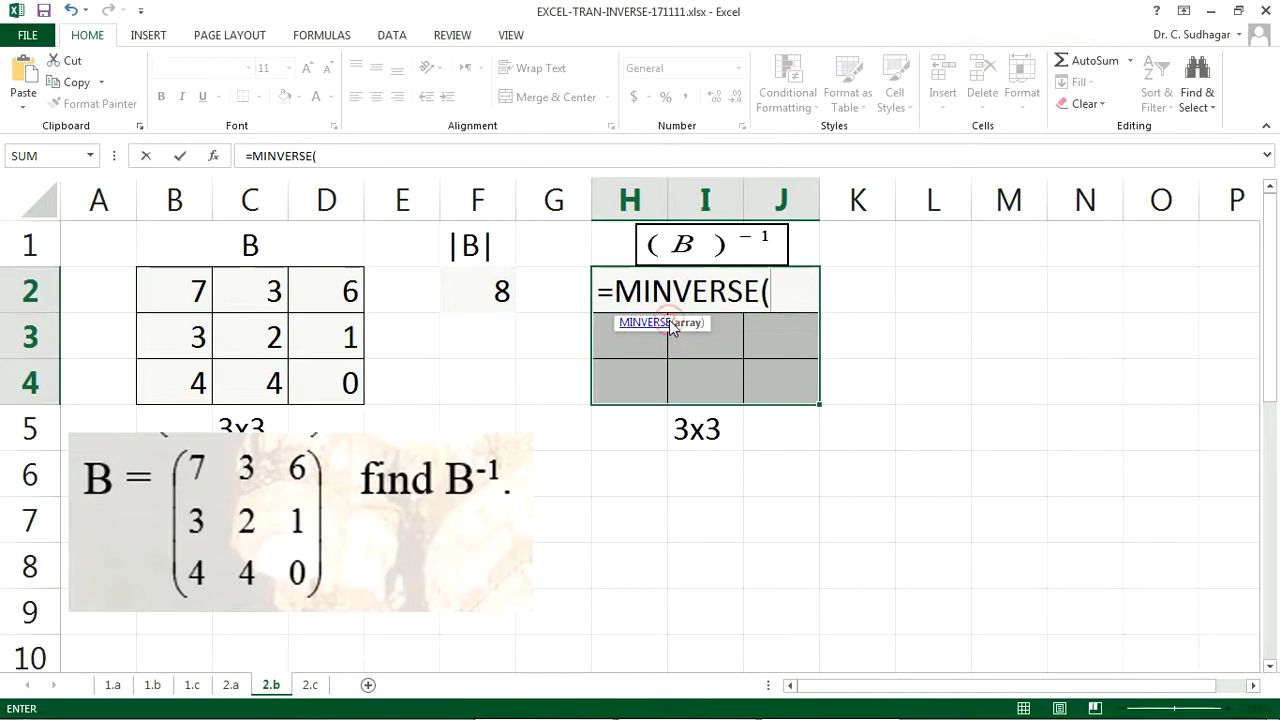 EXCEL-TRAN-INVERSE-171111.xlsx - Excel
FILE HOME INSERT PAGE LAYOUT FORMULAS DATA REVIEW VIEW Dr. C. Sudhagar
Paste Cut Copy Format Painter
11 Wrap Text Merge & Center
General
Conditional Formatting Format as Table Cell Styles
Insert Delete Format
AutoSum Fill Clear Sort & Filter Find & Select
Clipboard Font Alignment Number Styles Cells Editing
SUM =MINVERSE(
A B C D E F G H I J K L M N O P
1 B |B| ( B ) − 1
2 7 3 6 8 =MINVERSE(
MINVERSE(array)
3 3 2 1
4 4 4 0
5 3x3 3x3
6
7
8
9
10
B = (7 3 6) find B-1.
3 2 1
4 4 0
1.a 1.b 1.c 2.a 2.b 2.c
ENTER